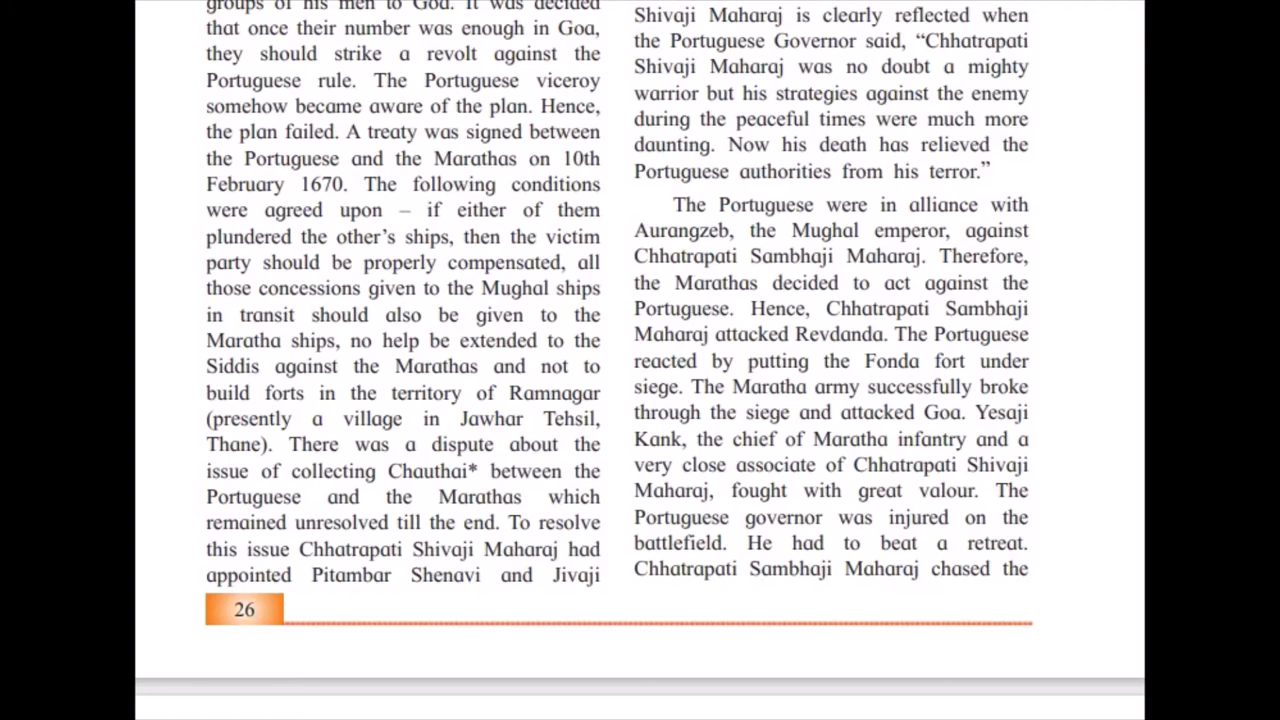 groups of his men to God. It was decided
that once their number was enough in Goa,
they should strike a revolt against the
Portuguese rule. The Portuguese viceroy
somehow became aware of the plan. Hence,
the plan failed. A treaty was signed between
the Portuguese and the Marathas on 10th
February 1670. The following conditions
were agreed upon – if either of them
plundered the other’s ships, then the victim
party should be properly compensated, all
those concessions given to the Mughal ships
in transit should also be given to the
Maratha ships, no help be extended to the
Siddis against the Marathas and not to
build forts in the territory of Ramnagar
(presently a village in Jawhar Tehsil,
Thane). There was a dispute about the
issue of collecting Chauthai* between the
Portuguese and the Marathas which
remained unresolved till the end. To resolve
this issue Chhatrapati Shivaji Maharaj had
appointed Pitambar Shenavi and Jivaji
Shivaji Maharaj is clearly reflected when
the Portuguese Governor said, “Chhatrapati
Shivaji Maharaj was no doubt a mighty
warrior but his strategies against the enemy
during the peaceful times were much more
daunting. Now his death has relieved the
Portuguese authorities from his terror.”
The Portuguese were in alliance with
Aurangzeb, the Mughal emperor, against
Chhatrapati Sambhaji Maharaj. Therefore,
the Marathas decided to act against the
Portuguese. Hence, Chhatrapati Sambhaji
Maharaj attacked Revdanda. The Portuguese
reacted by putting the Fonda fort under
siege. The Maratha army successfully broke
through the siege and attacked Goa. Yesaji
Kank, the chief of Maratha infantry and a
very close associate of Chhatrapati Shivaji
Maharaj, fought with great valour. The
Portuguese governor was injured on the
battlefield. He had to beat a retreat.
Chhatrapati Sambhaji Maharaj chased the
26